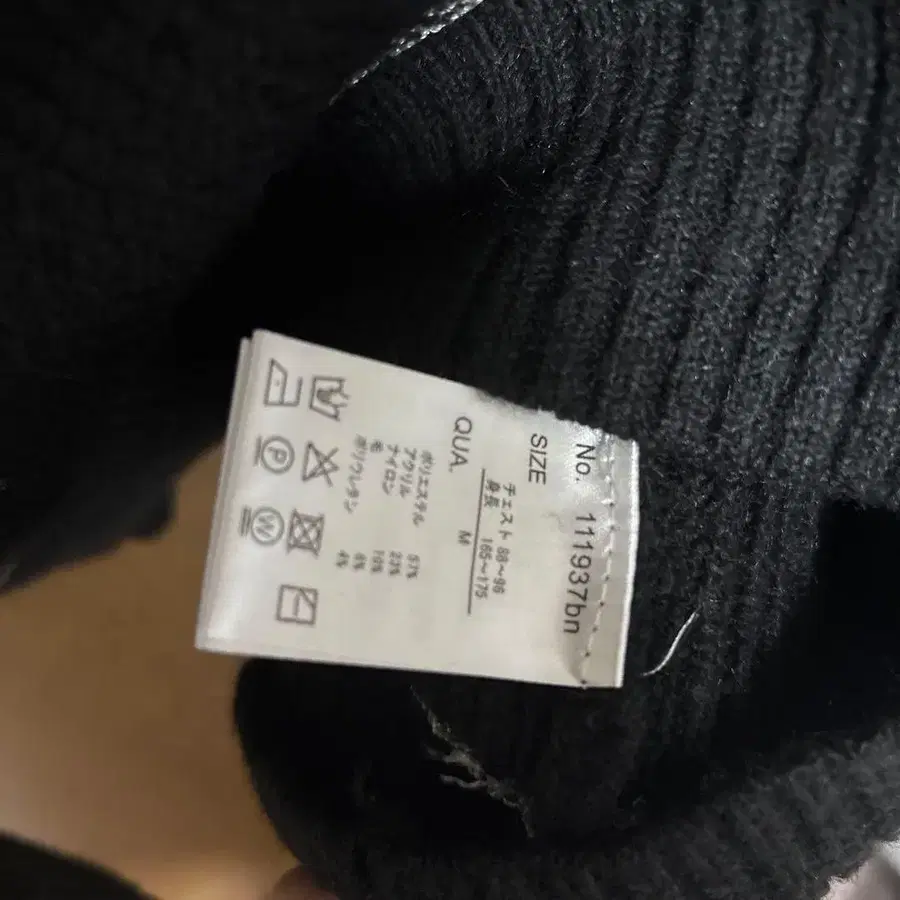 No. 111937bn
SIZE
チェスト 88～96
身長 165～175
M
QUA.
ポリエステル 57%
アクリル 23%
ナイロン 10%
毛 6%
ポリウレタン 4%
P
W